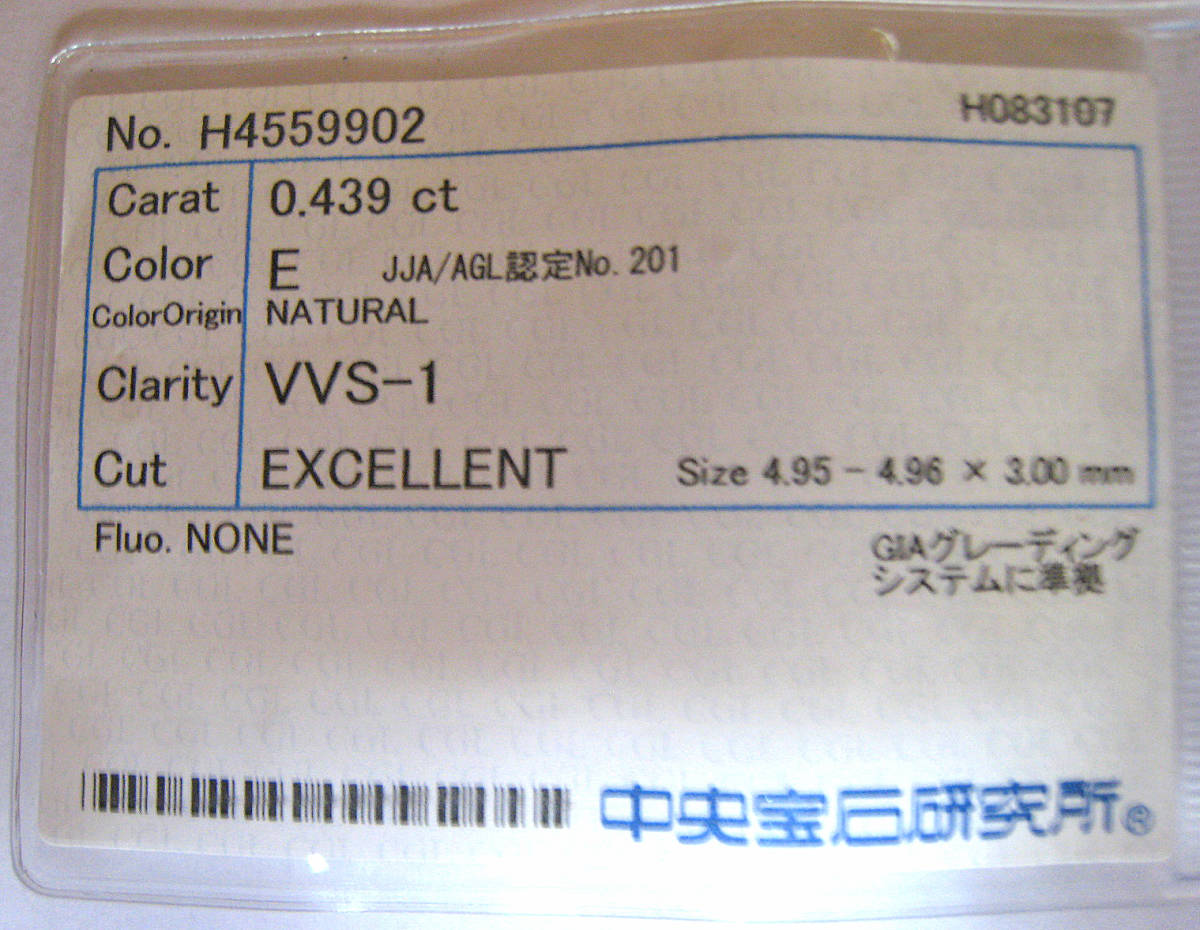 No. H4559902 H083107
Carat 0.439 ct
Color E JJA/AGL認定No. 201
ColorOrigin NATURAL
Clarity VVS-1
Cut EXCELLENT Size 4.95 - 4.96 × 3.00 mm
Fluo. NONE
GIAグレーディング
システムに準拠
中央宝石研究所®